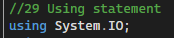 //29 Using statement
using System.IO;